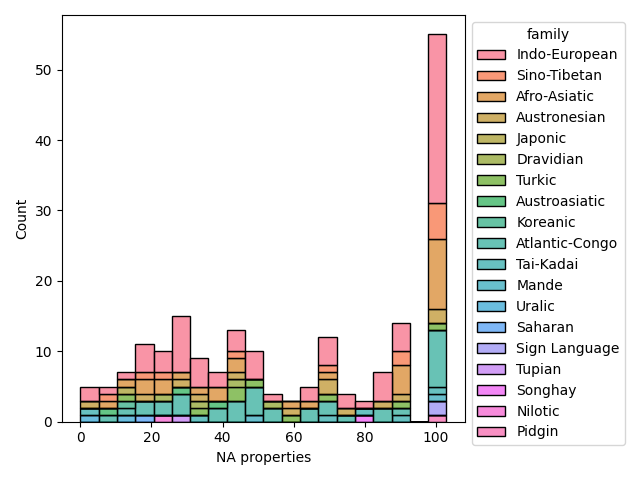 family
Indo-European
Sino-Tibetan
Afro-Asiatic
Austronesian
Japonic
Dravidian
Turkic
Austroasiatic
Koreanic
Atlantic-Congo
Tai-Kadai
Mande
Uralic
Saharan
Sign Language
Tupian
Songhay
Nilotic
Pidgin
Count
50
40
30
20
10
0
0 20 40 60 80 100
NA properties